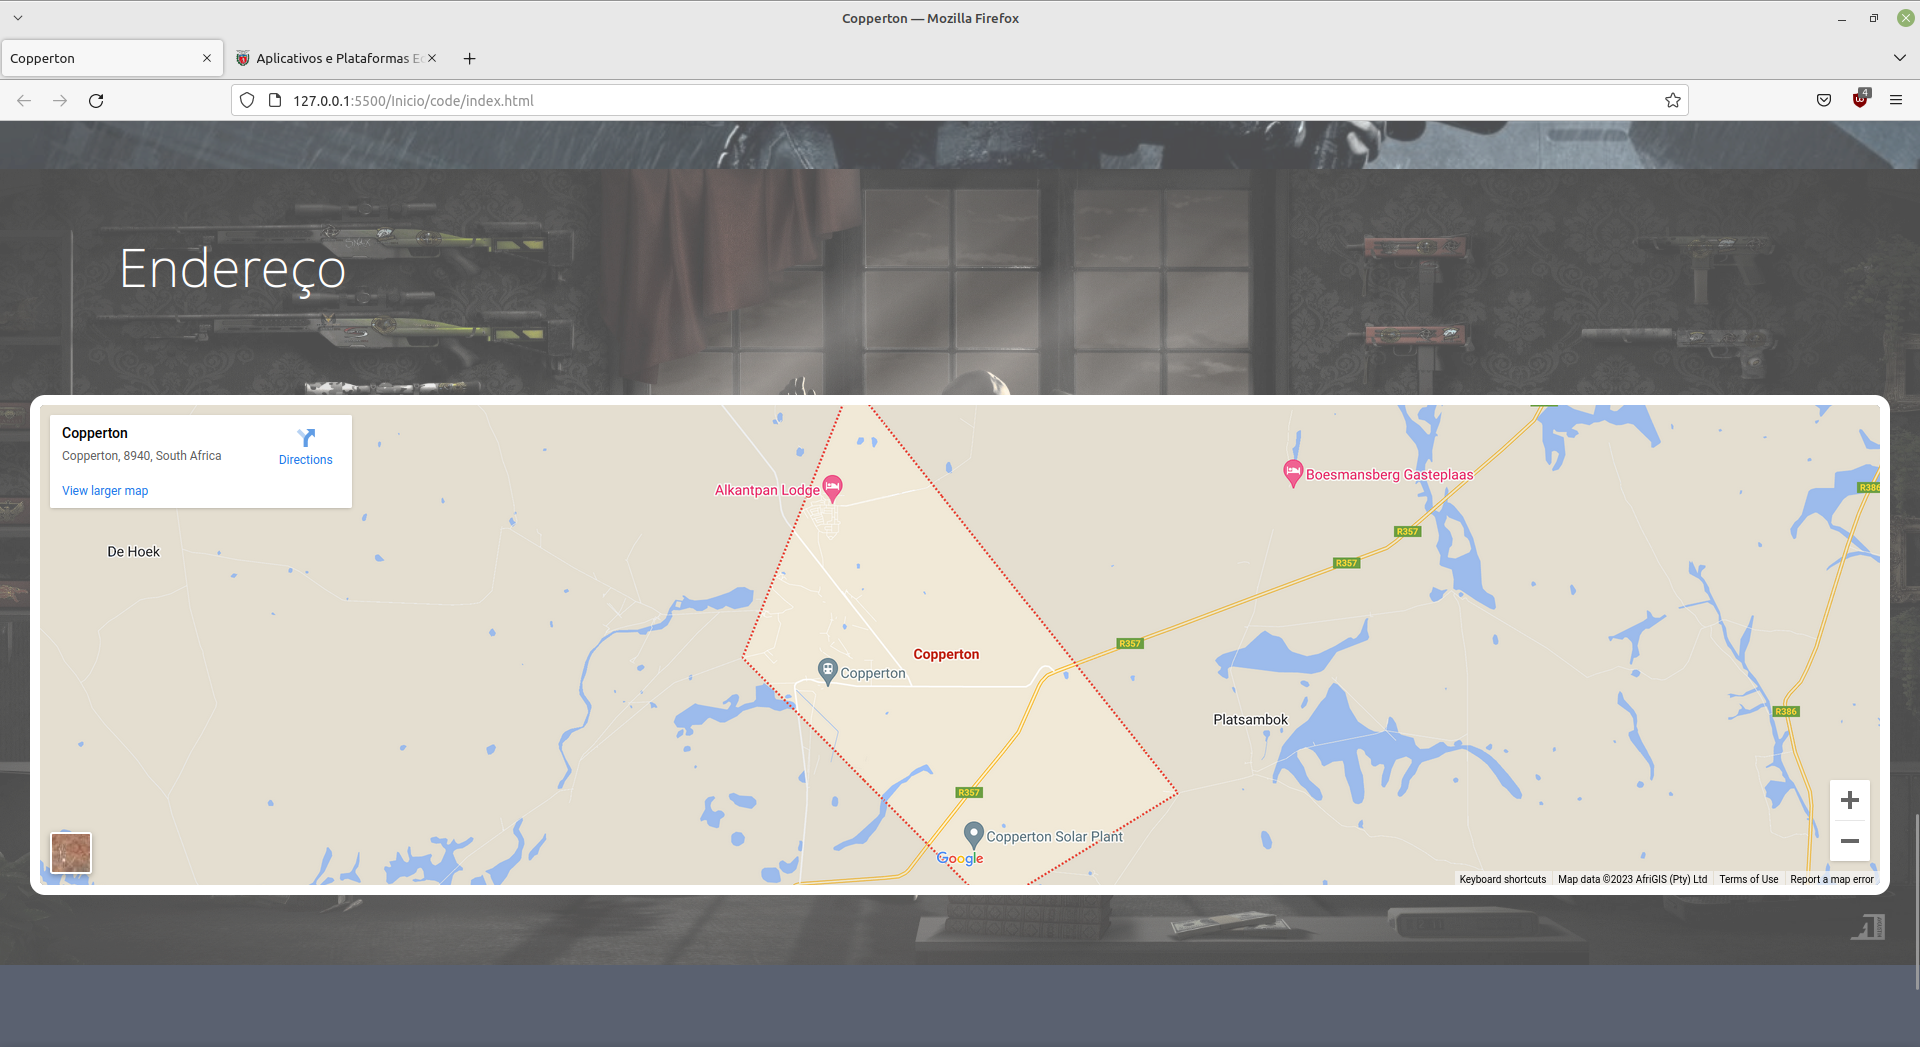 Copperton — Mozilla Firefox
Copperton
Aplicativos e Plataformas Ed
127.0.0.1:5500/Inicio/code/index.html
4
Endereço
Copperton
Copperton, 8940, South Africa
Directions
View larger map
Alkantpan Lodge
Boesmansberg Gasteplaas
R386
R357
De Hoek
R357
R357
Copperton
Copperton
Platsambok
R386
R357
Copperton Solar Plant
Google
Keyboard shortcuts
Map data ©2023 AfriGIS (Pty) Ltd
Terms of Use
Report a map error